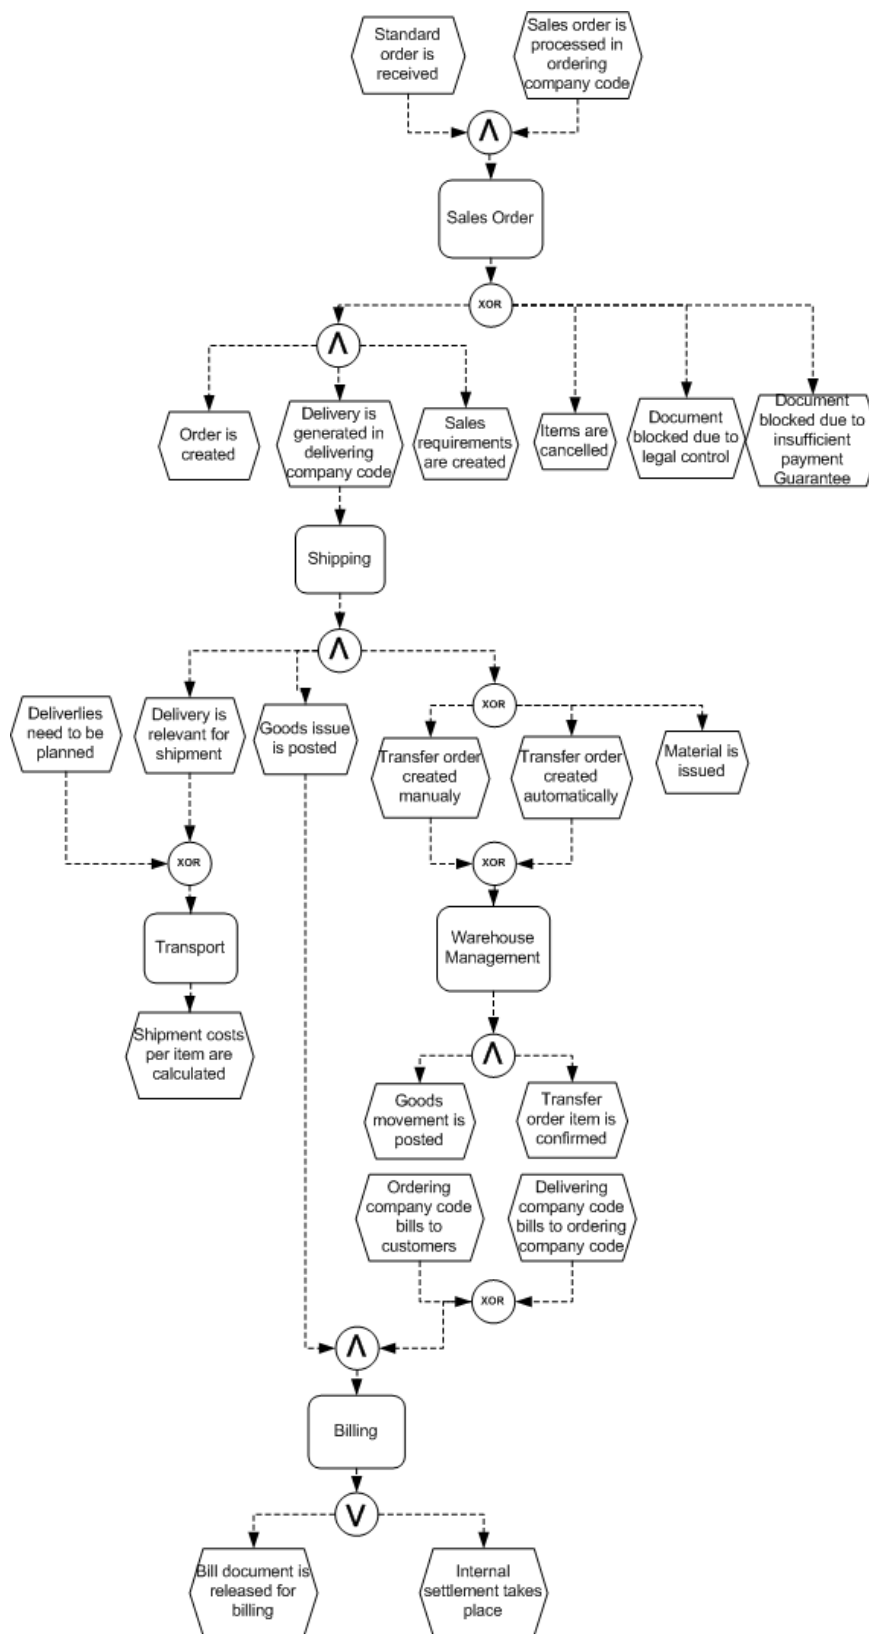 Standard
order is
received
Sales order is
processed in
ordering
company code
Λ
Sales Order
XOR
Λ
Order is
created
Delivery is
generated in
delivering
company code
Sales
requirements
are created
Items are
cancelled
Document
blocked due to
legal control
Document
blocked due to
insufficient
payment
Guarantee
Shipping
Λ
Deliverlies
need to be
planned
Delivery is
relevant for
shipment
Goods issue
is posted
XOR
Transfer order
created
manualy
Transfer order
created
automatically
Material is
issued
XOR
XOR
Transport
Warehouse
Management
Shipment costs
per item are
calculated
Λ
Goods
movement is
posted
Transfer
order item is
confirmed
Ordering
company code
bills to
customers
Delivering
company code
bills to ordering
company code
XOR
Λ
Billing
V
Bill document is
released for
billing
Internal
settlement takes
place